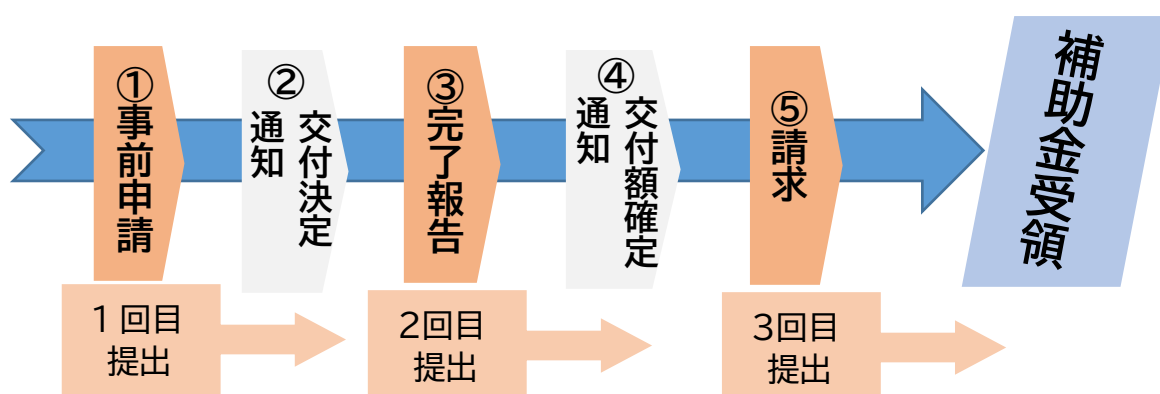 ①事前申請
②交付決定
通知
③完了報告
④交付額確定
通知
⑤請求
補助金受領
1回目
提出
2回目
提出
3回目
提出